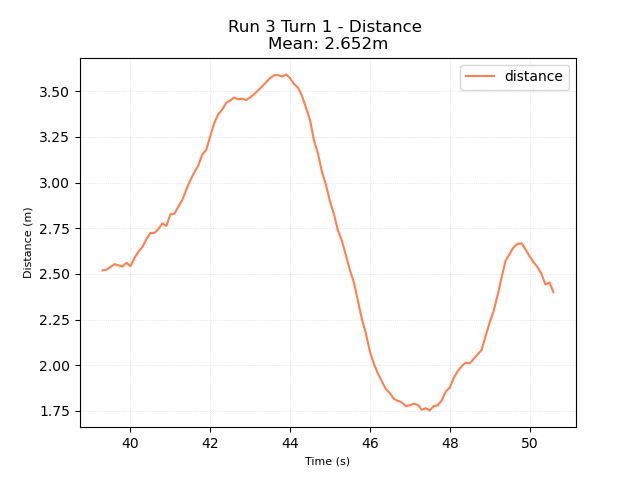 Run 3 Turn 1 - Distance
Mean: 2.652m
distance
3.50
3.25
3.00
2.75
2.50
2.25
2.00
1.75
Distance (m)
40 42 44 46 48 50
Time (s)